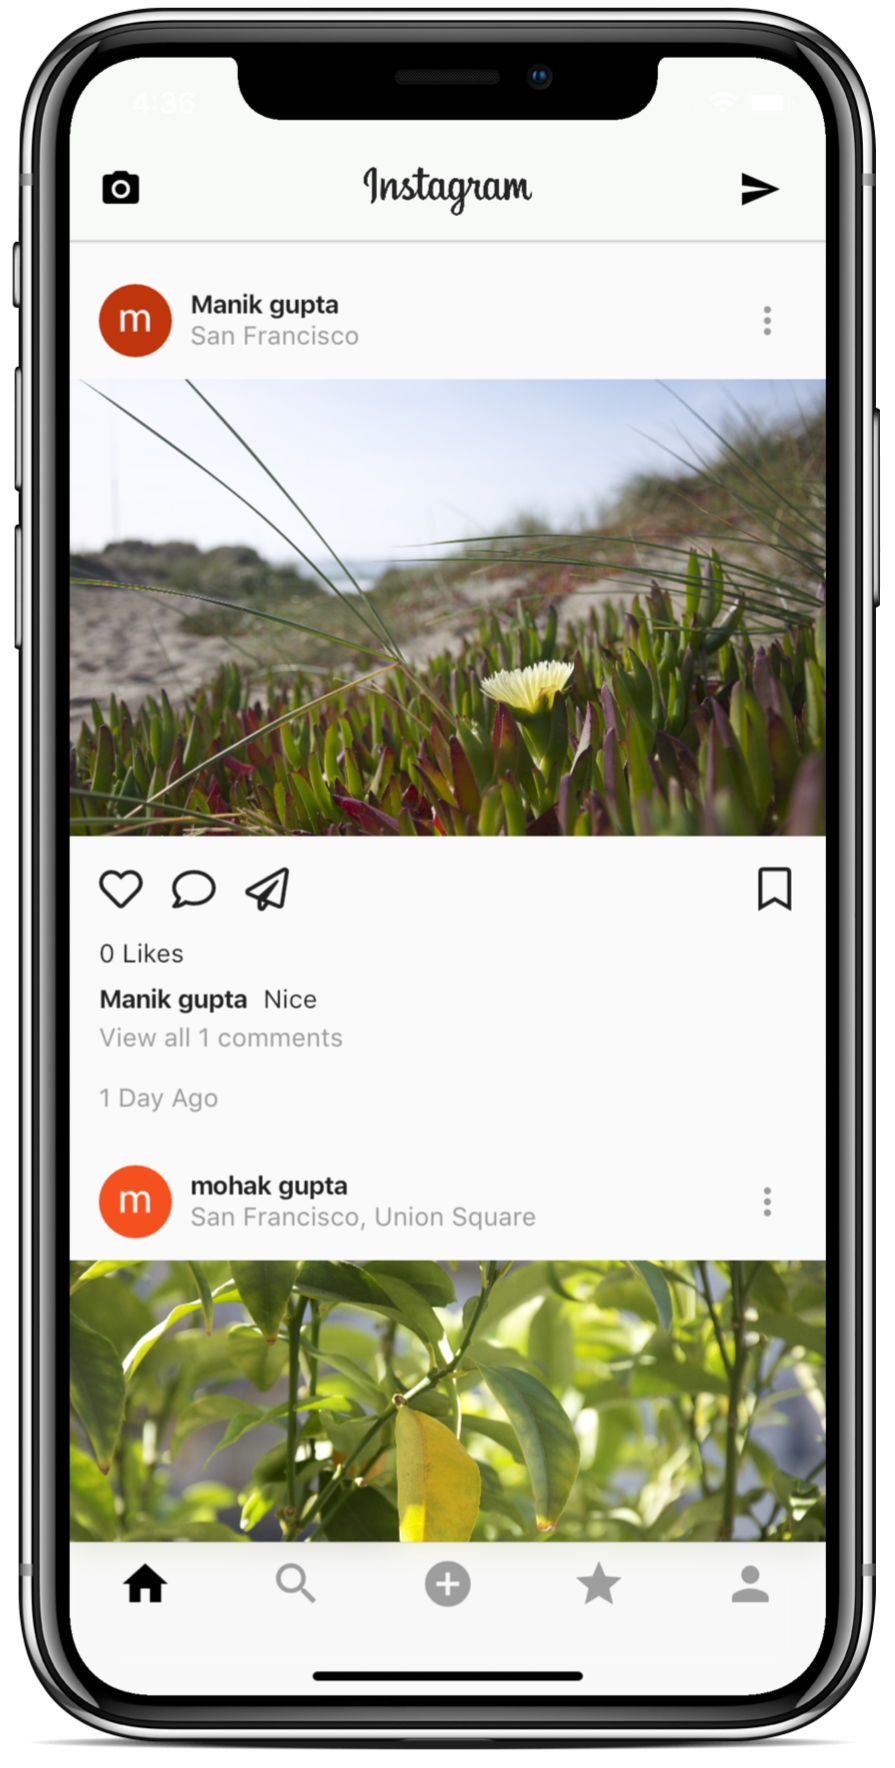 4:36
Instagram
m
Manik gupta
San Francisco
0 Likes
Manik gupta Nice
View all 1 comments
1 Day Ago
m
mohak gupta
San Francisco, Union Square